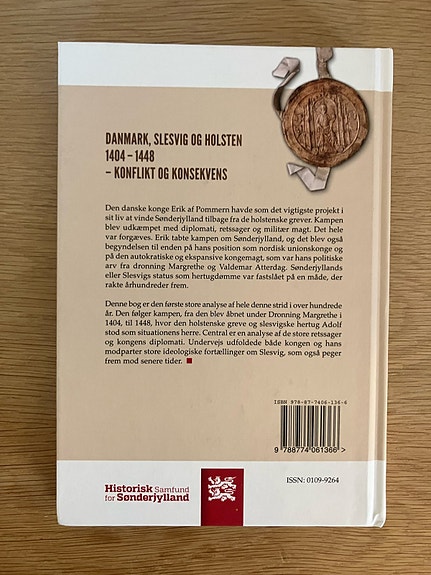 DANMARK, SLESVIG OG HOLSTEN
1404 – 1448
– KONFLIKT OG KONSEKVENS
Den danske konge Erik af Pommern havde som det vigtigste projekt i
sit liv at vinde Sønderjylland tilbage fra de holstenske grever. Kampen
blev udkæmpet med diplomati, retssager og militær magt. Det hele
var forgæves. Erik tabte kampen om Sønderjylland, og det blev også
begyndelsen til enden på hans position som nordisk unionskonge og
på den autokratiske og ekspansive kongemagt, som var hans politiske
arv fra dronning Margrethe og Valdemar Atterdag. Sønderjyllands
eller Slesvigs status som hertugdømme var fastslået på en måde, der
rakte århundreder frem.
Denne bog er den første store analyse af hele denne strid i over hundrede
år. Den følger kampen, fra den blev åbnet under Dronning Margrethe i
1404, til 1448, hvor den holstenske greve og slesvigske hertug Adolf
stod som situationens herre. Central er en analyse af de store retssager
og kongens diplomati. Undervejs udfoldede både kongen og hans
modparter store ideologiske fortællinger om Slesvig, som også peger
frem mod senere tider.
ISBN 978-87-7406-136-6
9 788774 061366 >
ISSN: 0109-9264
Historisk Samfund
for Sønderjylland